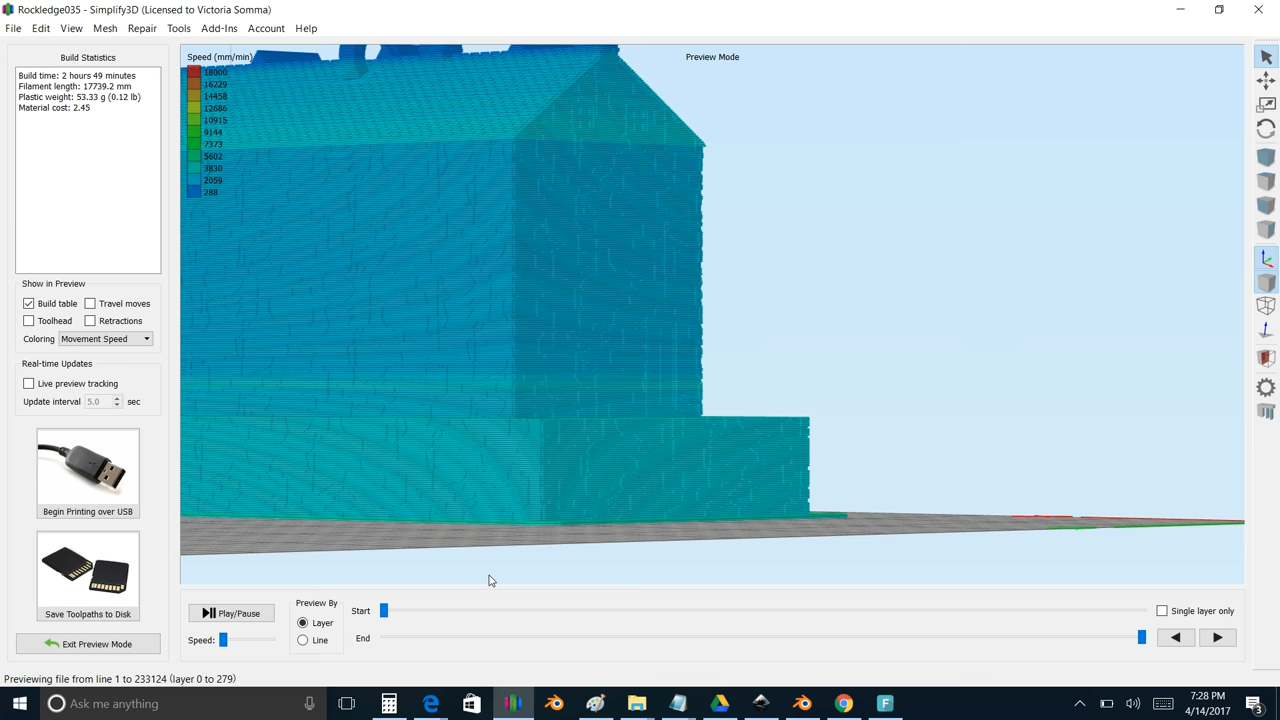 Rockledge035 - Simplify3D (Licensed to Victoria Somma)
File Edit View Mesh Repair Tools Add-Ins Account Help
Build Statistics
Build time: 2 hours 49 minutes
Filament length: 17739.2 mm
Plastic weight: 53.33 g (0.12 lb)
Material cost: 2.45
Show in Preview
Build table Travel moves
Toolhead Retractions
Coloring Movement Speed
Real-time Updates
Live preview tracking
Update interval 5.0 sec
Begin Printing over USB
Save Toolpaths to Disk
Exit Preview Mode
Speed (mm/min)
18000
16229
14458
12686
10915
9144
7373
5602
3830
2059
288
Preview Mode
Play/Pause
Speed:
Preview By
Layer
Line
Start
End
Single layer only
Previewing file from line 1 to 233124 (layer 0 to 279)
Ask me anything
7:28 PM
4/14/2017
3